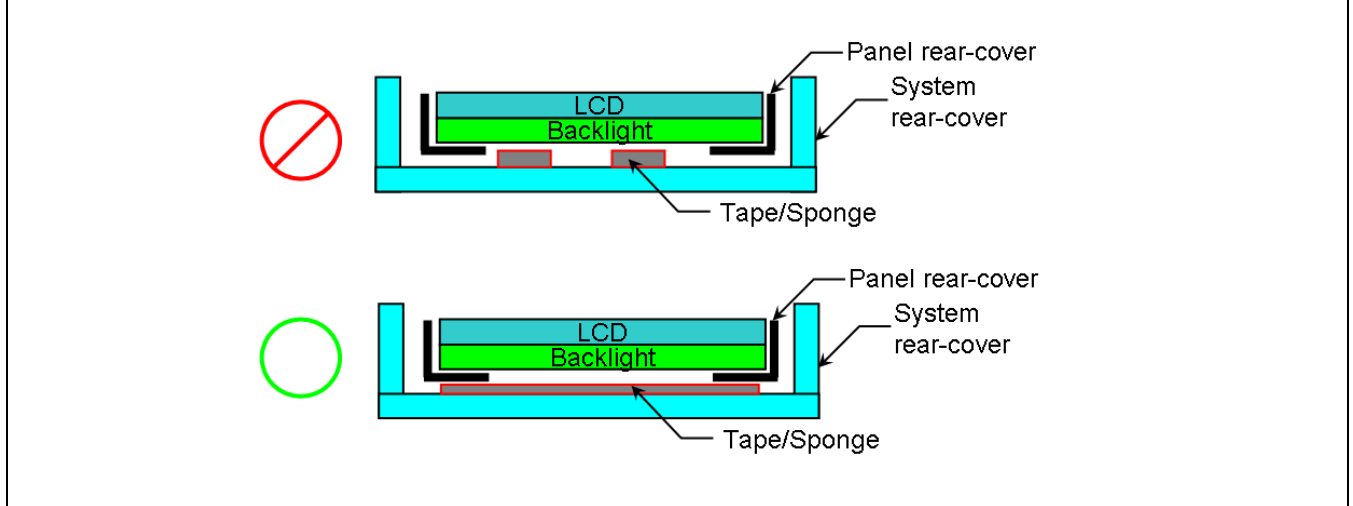 Panel rear-cover
System
rear-cover
LCD
Backlight
Tape/Sponge
Panel rear-cover
System
rear-cover
LCD
Backlight
Tape/Sponge